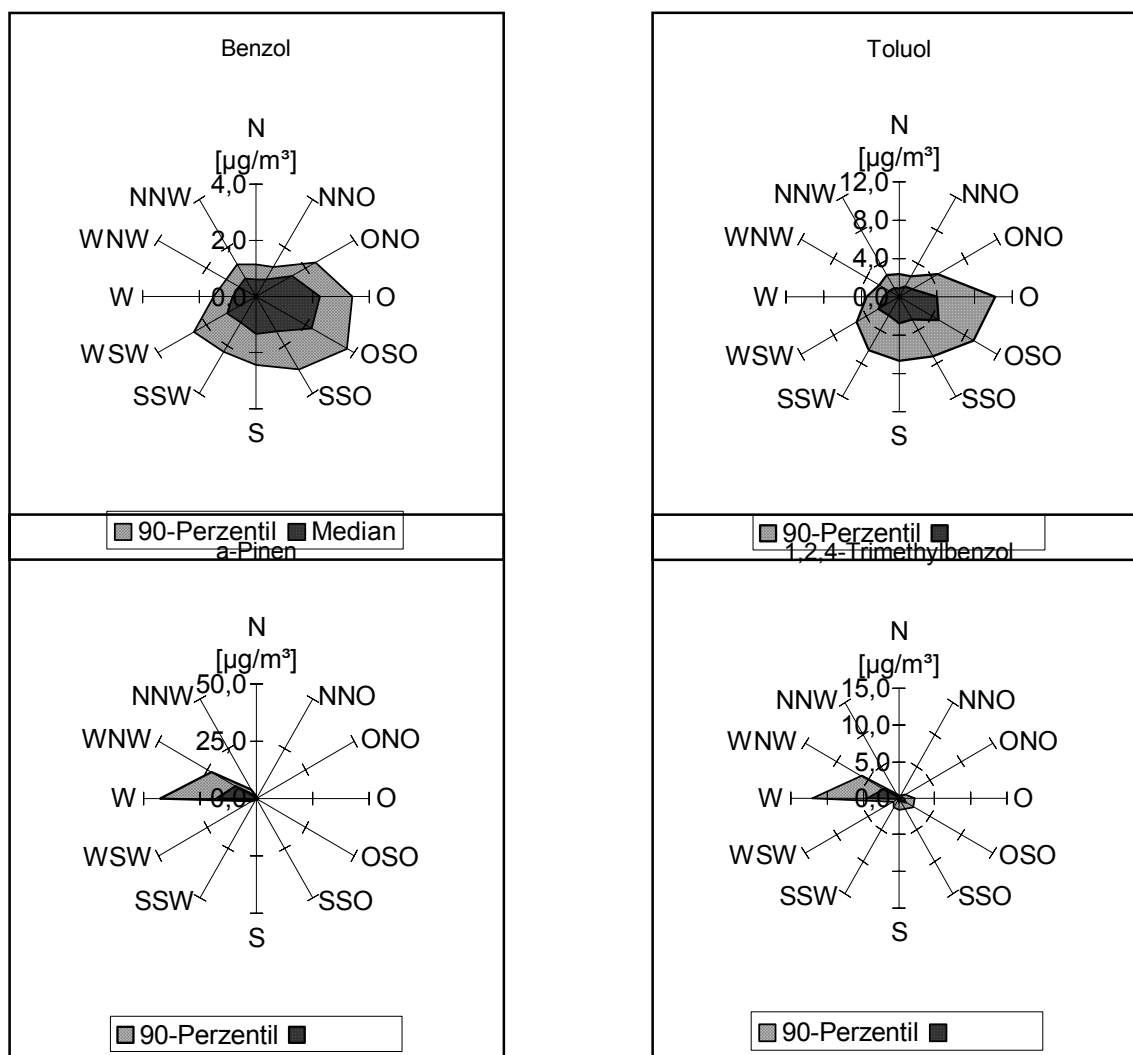 Benzol
N
[µg/m³]
4,0
NNW
NNO
WNW
2,0
ONO
W
0,0
O
WSW
OSO
SSW
SSO
S
90-Perzentil Median
Toluol
N
[µg/m³]
12,0
NNW
NNO
8,0
WNW
ONO
4,0
W
0,0
O
WSW
OSO
SSW
SSO
S
90-Perzentil
a-Pinen
N
[µg/m³]
50,0
NNW
NNO
WNW
25,0
ONO
W
0,0
O
WSW
OSO
SSW
SSO
S
90-Perzentil
1,2,4-Trimethylbenzol
N
[µg/m³]
15,0
NNW
NNO
10,0
WNW
ONO
5,0
W
0,0
O
WSW
OSO
SSW
SSO
S
90-Perzentil